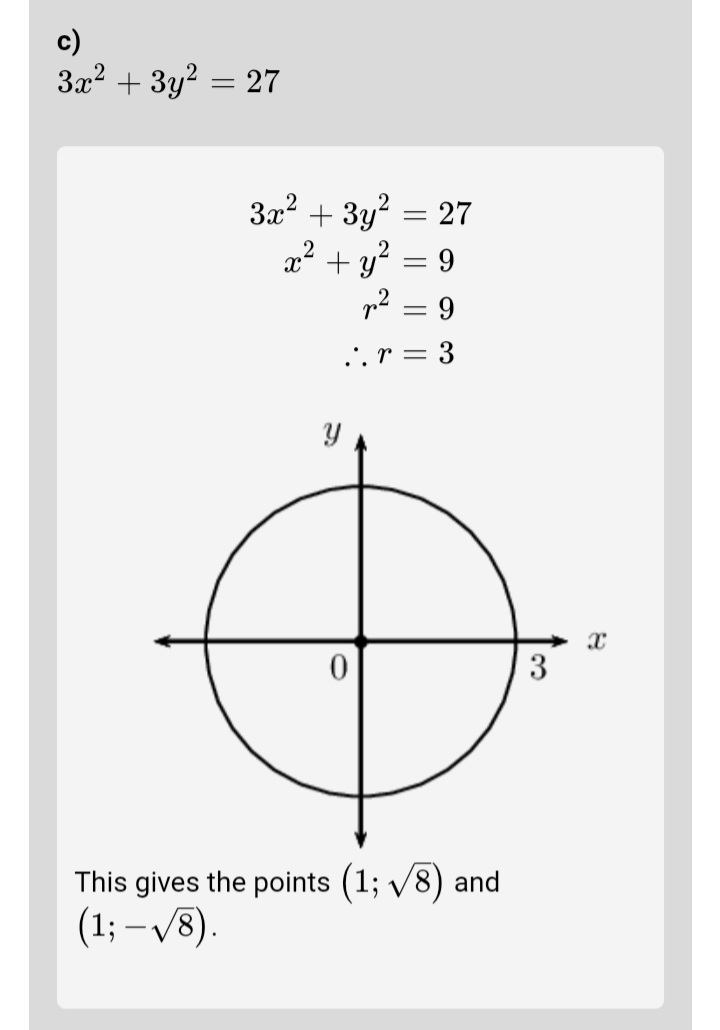 c)
3x² + 3y² = 27
3x² + 3y² = 27
x² + y² = 9
r² = 9
∴ r = 3
y
x
0
3
This gives the points (1; √8) and
(1; −√8).